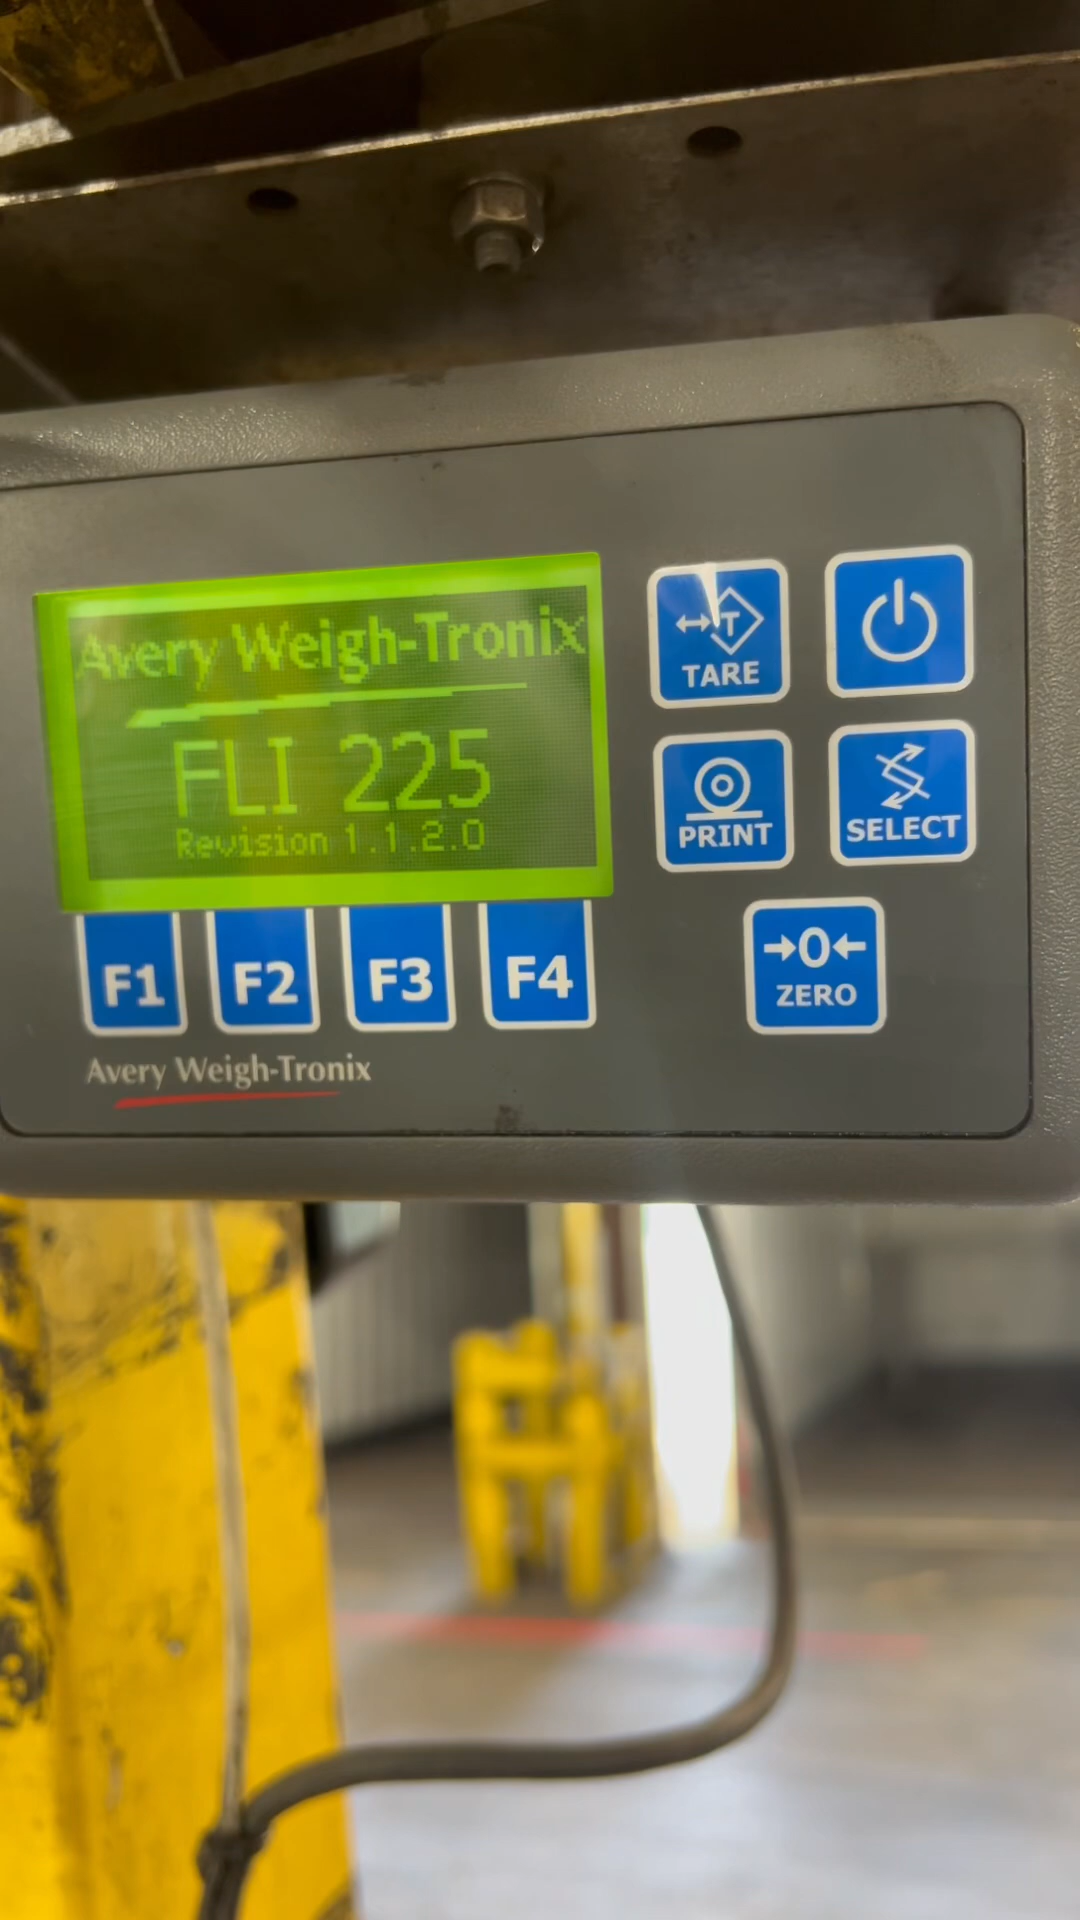 Avery Weigh-Tronix
FLI 225
Revision 1.1.2.0
T
TARE
PRINT
SELECT
F1 F2 F3 F4
→0←
ZERO
Avery Weigh-Tronix